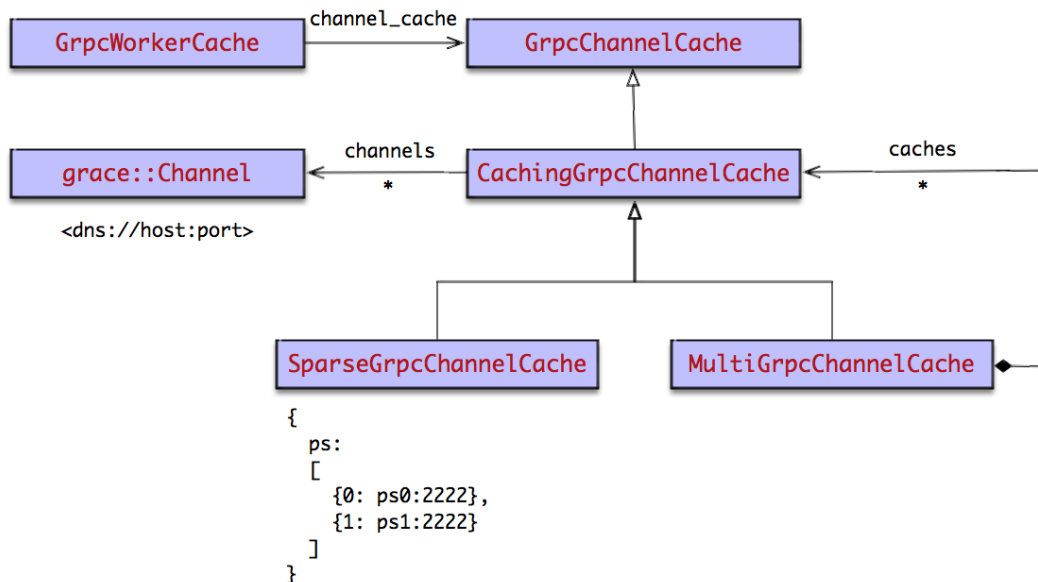 channel_cache
GrpcWorkerCache
GrpcChannelCache
channels
caches
grace::Channel
*
CachingGrpcChannelCache
*
<dns://host:port>
SparseGrpcChannelCache
MultiGrpcChannelCache
{
ps:
[
{0: ps0:2222},
{1: ps1:2222}
]
}